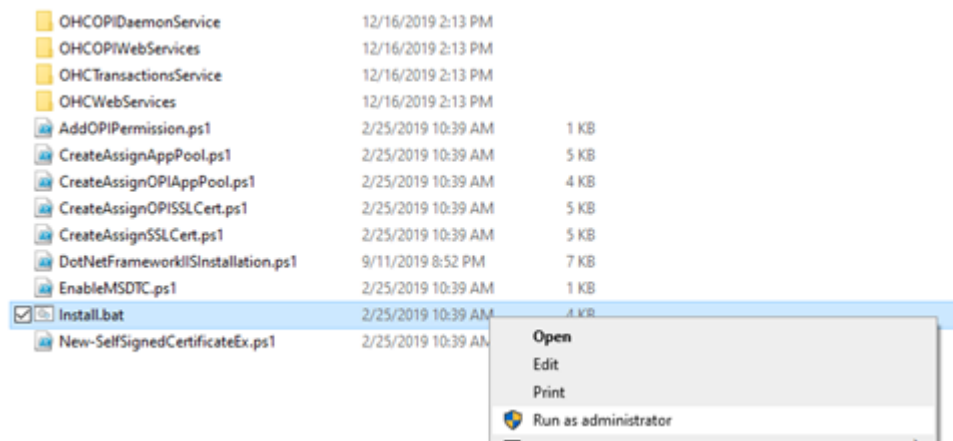 OHCOPIDaemonService 12/16/2019 2:13 PM
OHCOPIWebServices 12/16/2019 2:13 PM
OHCTransactionsService 12/16/2019 2:13 PM
OHCWebServices 12/16/2019 2:13 PM
AddOPIPermission.ps1 2/25/2019 10:39 AM 1 KB
CreateAssignAppPool.ps1 2/25/2019 10:39 AM 5 KB
CreateAssignOPIAppPool.ps1 2/25/2019 10:39 AM 4 KB
CreateAssignOPISSLCert.ps1 2/25/2019 10:39 AM 5 KB
CreateAssignSSLCert.ps1 2/25/2019 10:39 AM 5 KB
DotNetFrameworkIISInstallation.ps1 9/11/2019 8:52 PM 7 KB
EnableMSDTC.ps1 2/25/2019 10:39 AM 1 KB
Install.bat 2/25/2019 10:39 AM 4 KB
New-SelfSignedCertificateEx.ps1 2/25/2019 10:39 AM
Open
Edit
Print
Run as administrator